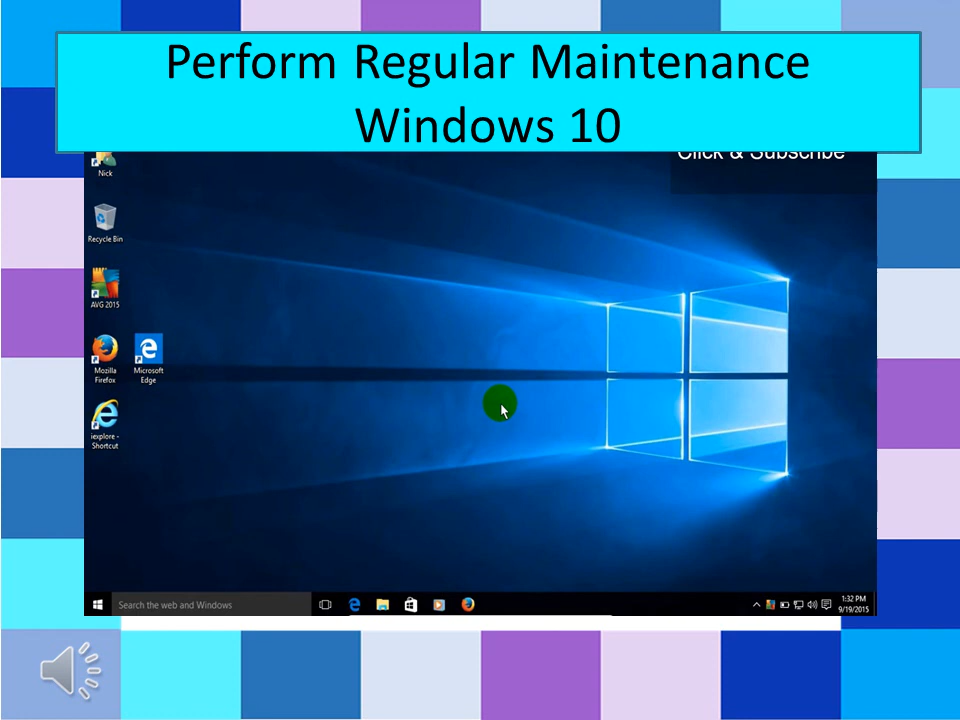 Perform Regular Maintenance
Windows 10
Click & Subscribe
Nick
Recycle Bin
AVG 2015
Mozilla
Firefox
Microsoft
Edge
iexplore -
Shortcut
Search the web and Windows
1:32 PM
9/19/2015